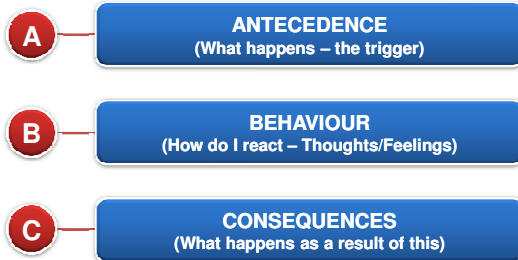 A
ANTECEDENCE
(What happens – the trigger)
B
BEHAVIOUR
(How do I react – Thoughts/Feelings)
C
CONSEQUENCES
(What happens as a result of this)